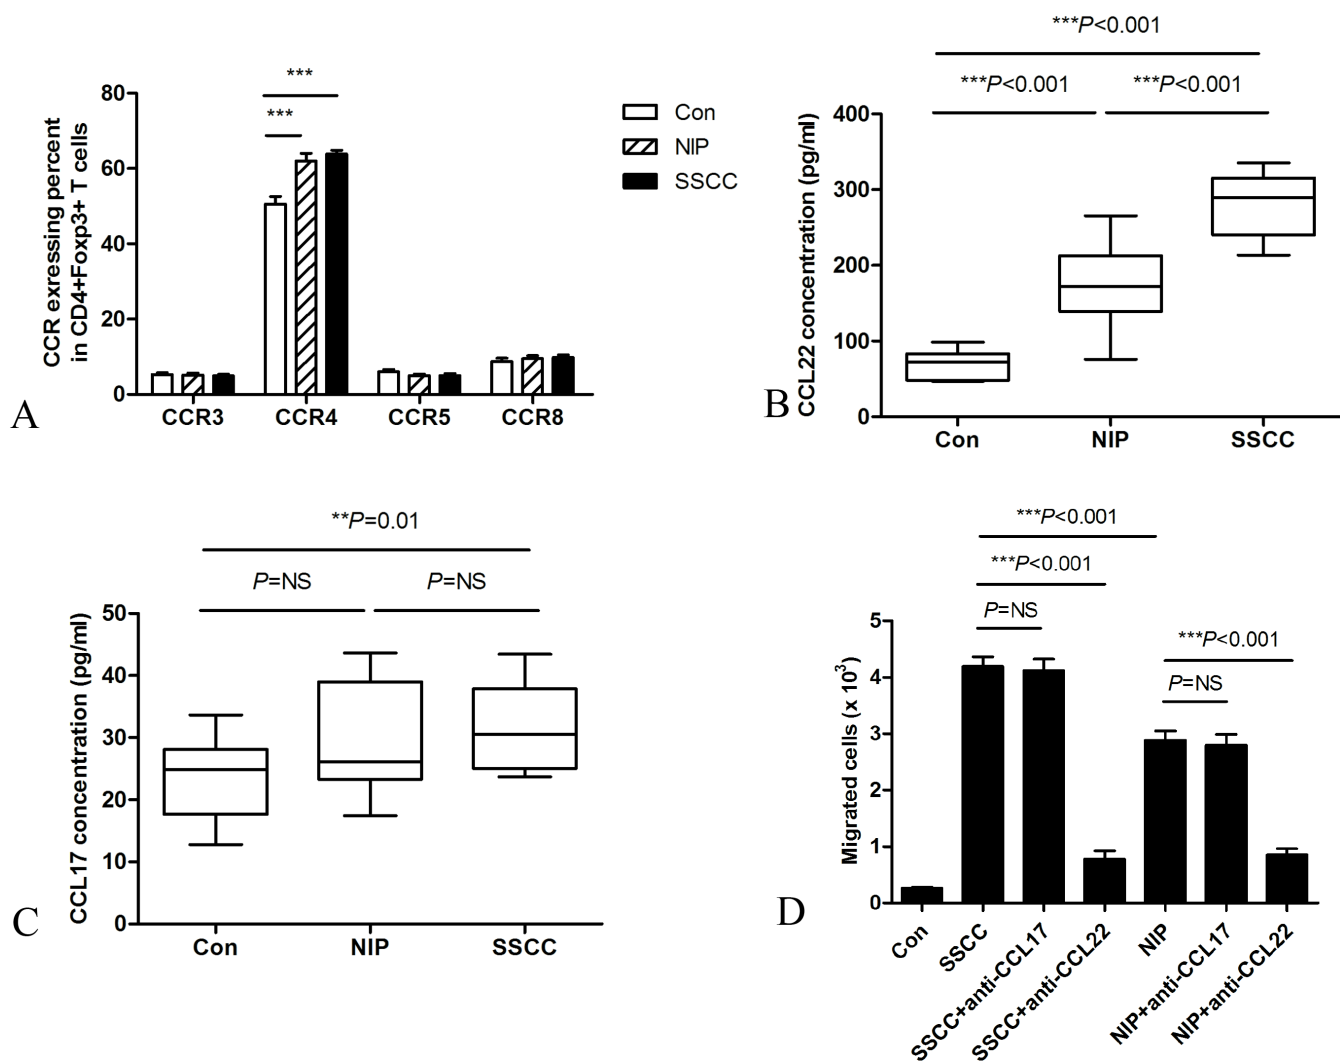 ***
***
80
60
40
20
0
CCR exressing percent
in CD4+Foxp3+ T cells
CCR3
CCR4
CCR5
CCR8
Con
NIP
SSCC
A
***P<0.001
***P<0.001
***P<0.001
400
300
200
100
0
CCL22 concentration (pg/ml)
Con
NIP
SSCC
B
**P=0.01
P=NS
P=NS
50
40
30
20
10
0
CCL17 concentration (pg/ml)
Con
NIP
SSCC
C
***P<0.001
***P<0.001
P=NS
***P<0.001
P=NS
5
4
3
2
1
0
Migrated cells (x 10³)
Con
SSCC
SSCC+anti-CCL17
SSCC+anti-CCL22
NIP
NIP+anti-CCL17
NIP+anti-CCL22
D